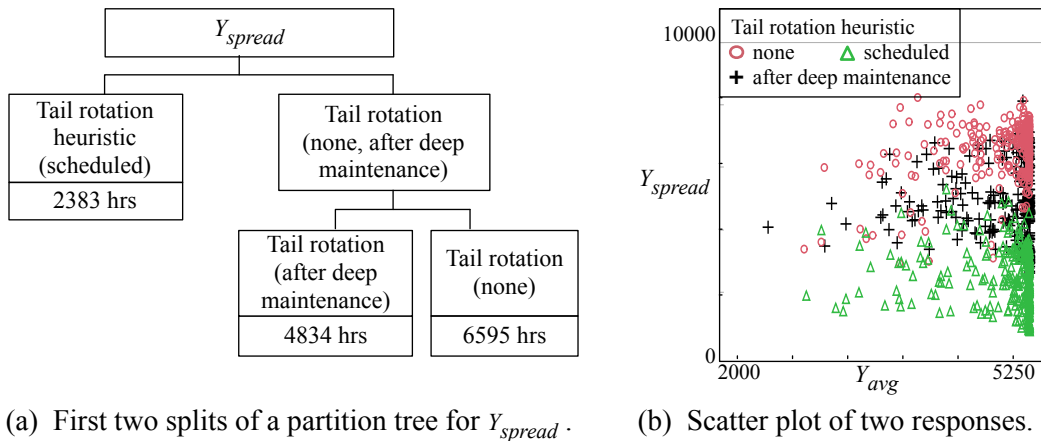 Y_spread
Tail rotation
heuristic
(scheduled)
2383 hrs
Tail rotation
(none, after deep
maintenance)
Tail rotation
(after deep
maintenance)
4834 hrs
Tail rotation
(none)
6595 hrs
(a) First two splits of a partition tree for Y_spread .
10000
Tail rotation heuristic
none
scheduled
after deep maintenance
Y_spread
0
2000
Y_avg
5250
(b) Scatter plot of two responses.